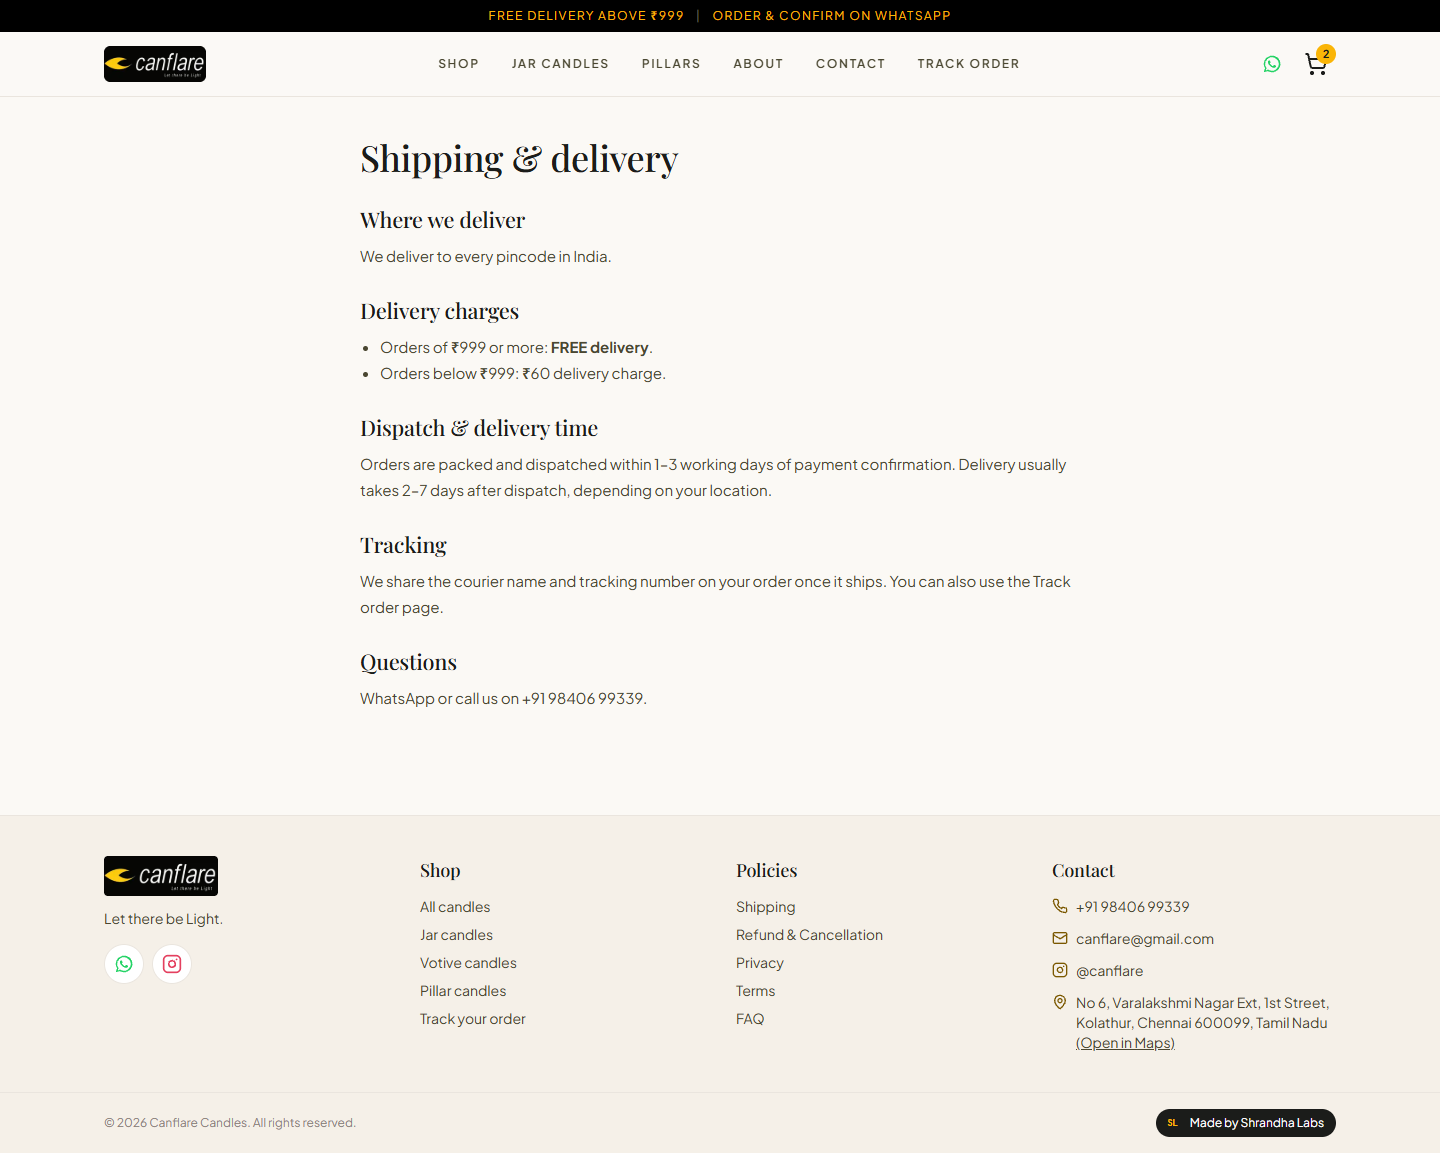 FREE DELIVERY ABOVE ₹999 | ORDER & CONFIRM ON WHATSAPP
canflare
Let there be Light
SHOP JAR CANDLES PILLARS ABOUT CONTACT TRACK ORDER
2
Shipping & delivery
Where we deliver
We deliver to every pincode in India.
Delivery charges
• Orders of ₹999 or more: FREE delivery.
• Orders below ₹999: ₹60 delivery charge.
Dispatch & delivery time
Orders are packed and dispatched within 1–3 working days of payment confirmation. Delivery usually
takes 2–7 days after dispatch, depending on your location.
Tracking
We share the courier name and tracking number on your order once it ships. You can also use the Track
order page.
Questions
WhatsApp or call us on +91 98406 99339.
canflare
Let there be Light
Let there be Light.
Shop
All candles
Jar candles
Votive candles
Pillar candles
Track your order
Policies
Shipping
Refund & Cancellation
Privacy
Terms
FAQ
Contact
+91 98406 99339
canflare@gmail.com
@canflare
No 6, Varalakshmi Nagar Ext, 1st Street,
Kolathur, Chennai 600099, Tamil Nadu
(Open in Maps)
© 2026 Canflare Candles. All rights reserved.
SL Made by Shrandha Labs